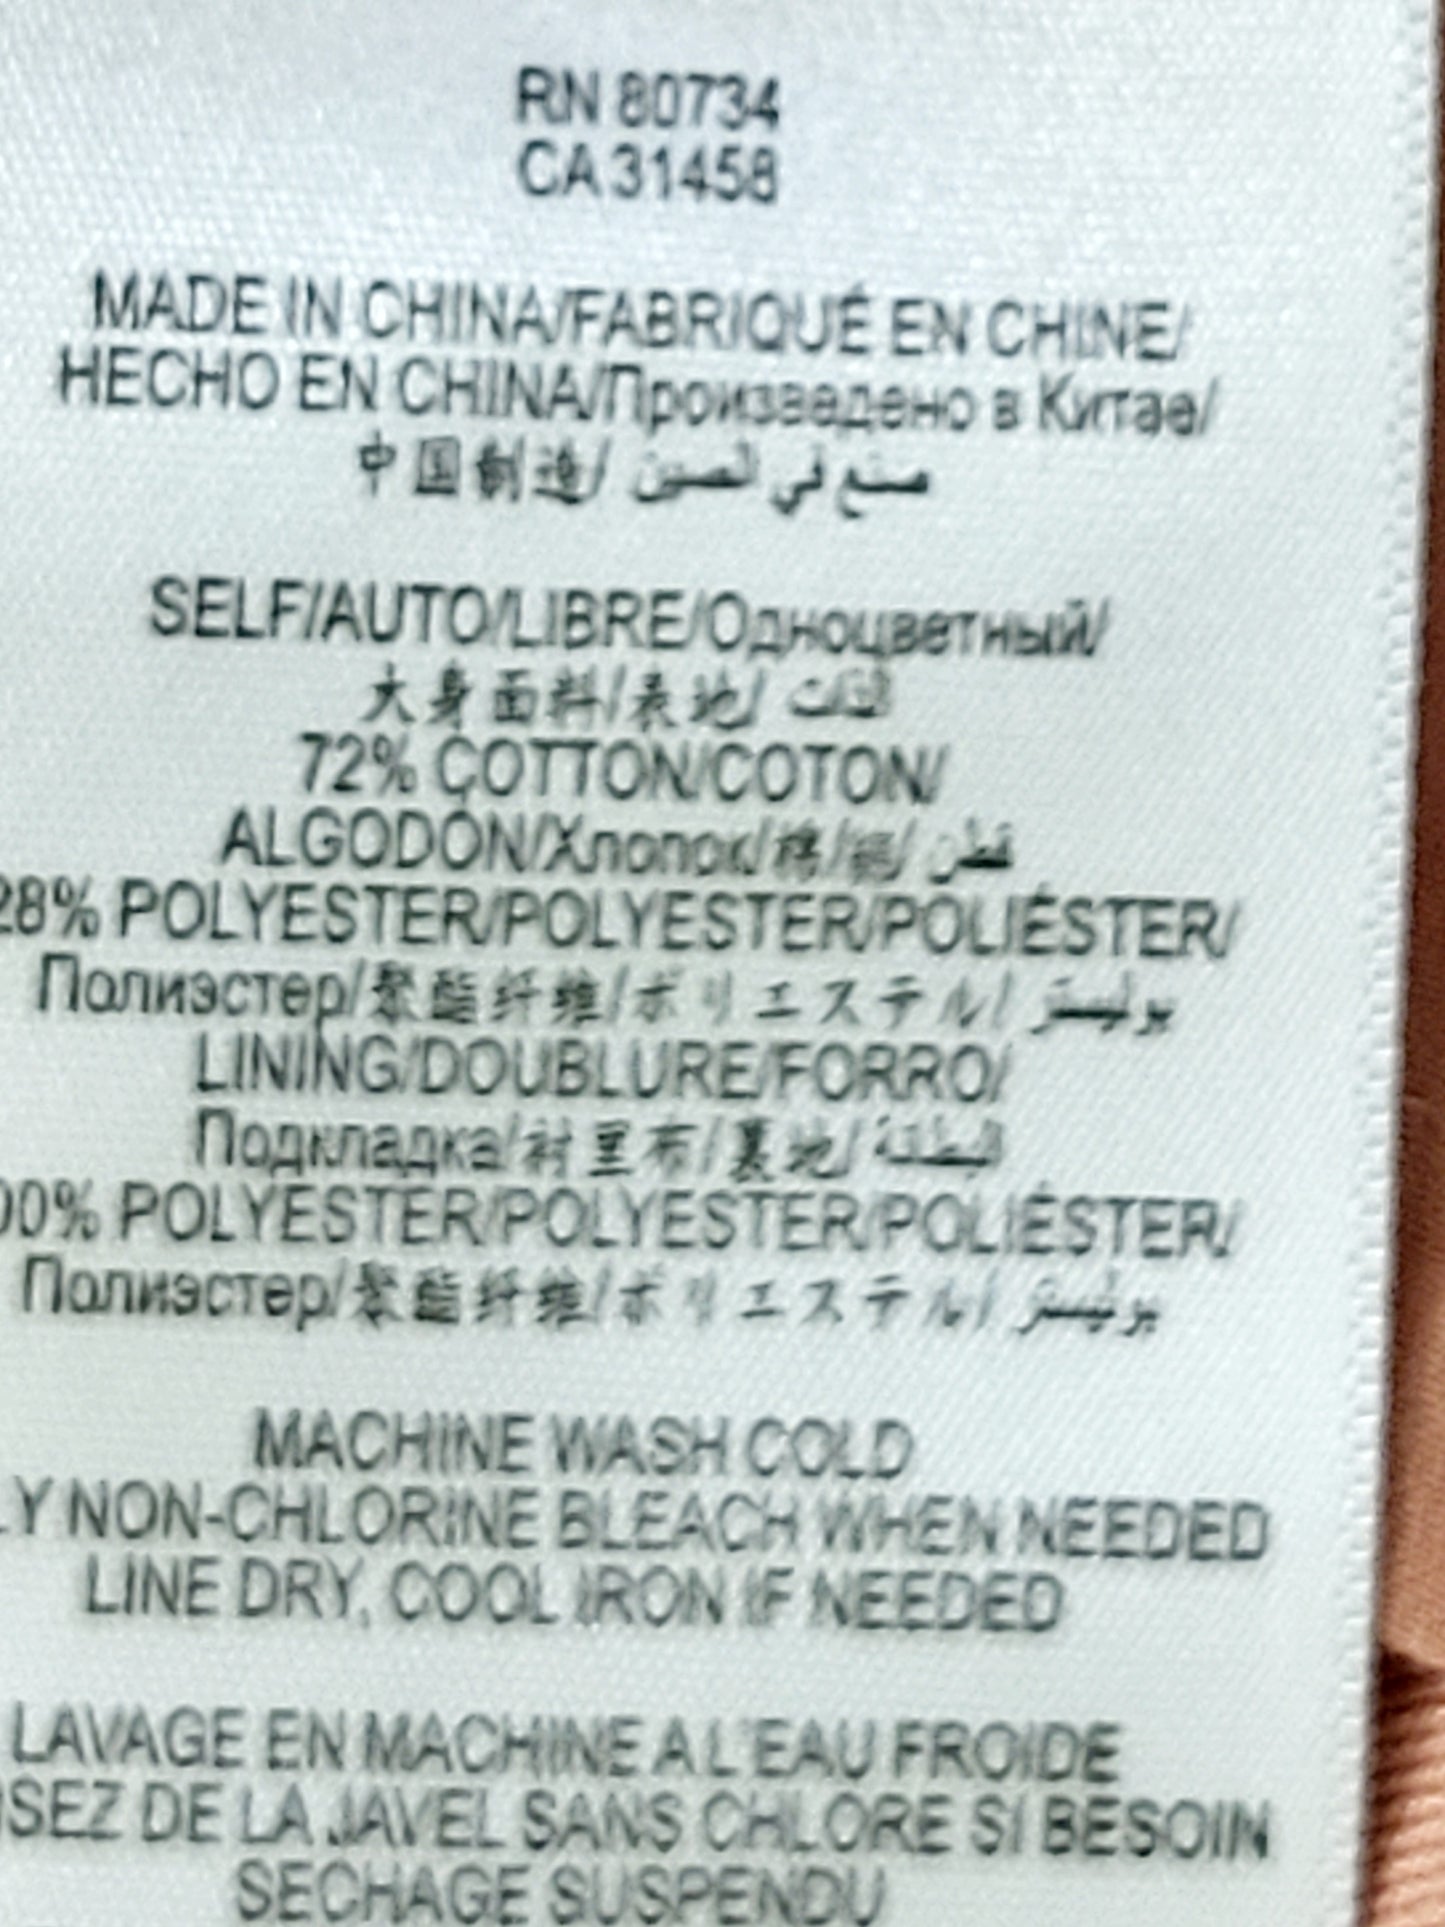 RN 80734
CA 31458
MADE IN CHINA/FABRIQUÉ EN CHINE/
HECHO EN CHINA/Произведено в Китае/
中国制造/ صنع في الصين
SELF/AUTO/LIBRE/Одноцветный/
大身面料/表地/ الذات
72% COTTON/COTON/
ALGODÓN/Хлопок/棉/綿/ قطن
28% POLYESTER/POLYESTER/POLIÉSTER/
Полиэстер/聚酯纤维/ポリエステル/ بوليستر
LINING/DOUBLURE/FORRO/
Подкладка/衬里布/裏地/ البطانة
00% POLYESTER/POLYESTER/POLIÉSTER/
Полиэстер/聚酯纤维/ポリエステル/ بوليستر
MACHINE WASH COLD
LY NON-CHLORINE BLEACH WHEN NEEDED
LINE DRY, COOL IRON IF NEEDED
LAVAGE EN MACHINE A L'EAU FROIDE
ISEZ DE LA JAVEL SANS CHLORE SI BESOIN
SECHAGE SUSPENDU